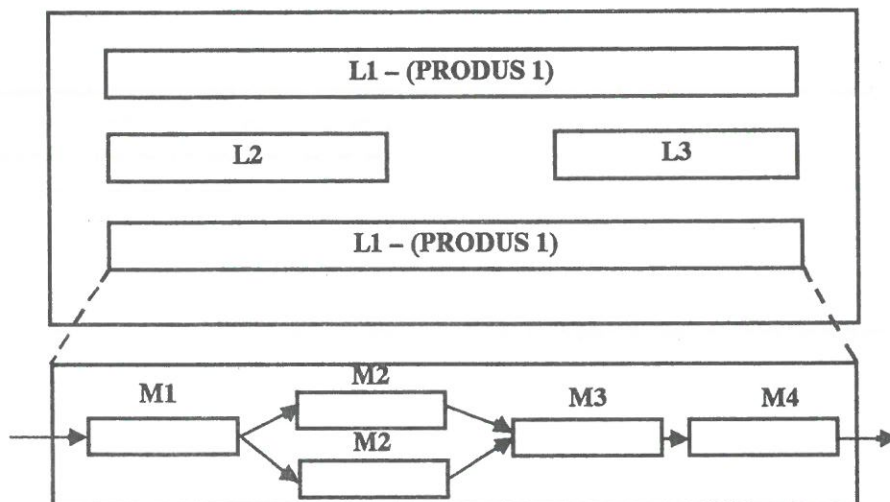 L1 – (PRODUS 1)
L2 L3
L1 – (PRODUS 1)
M2
M1 M3 M4
M2